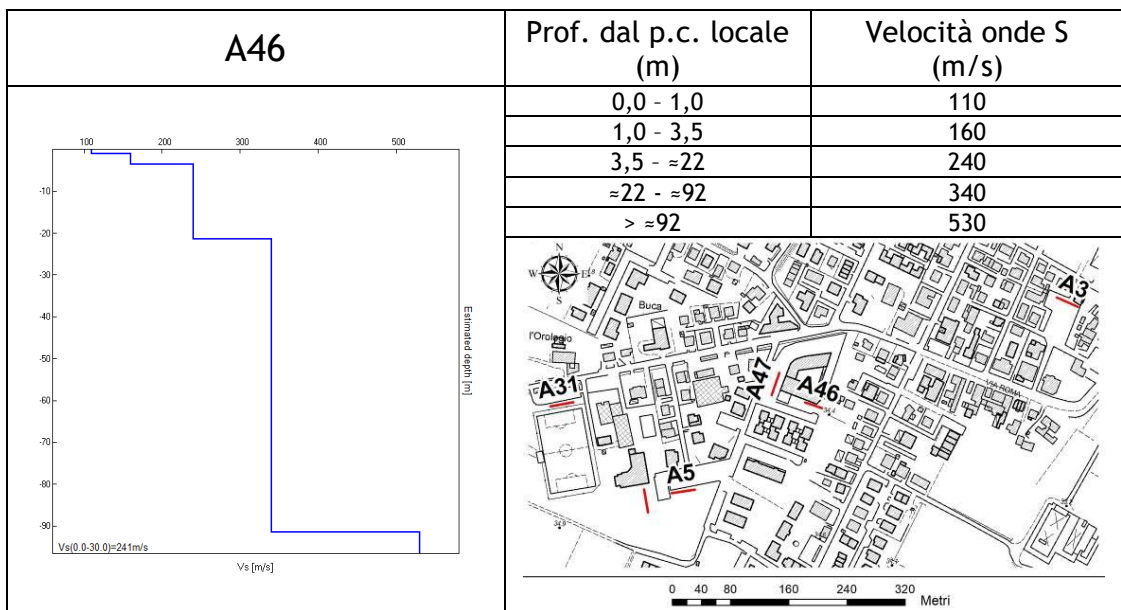 A46
Prof. dal p.c. locale
(m)
Velocità onde S
(m/s)
0,0 – 1,0 110
1,0 – 3,5 160
3,5 – ≈22 240
≈22 - ≈92 340
> ≈92 530
100 200 300 400 500
-10
-20
-30
-40
-50
-60
-70
-80
-90
Estimated depth [m]
Vs(0.0-30.0)=241m/s
Vs [m/s]
N
W E
S
Buca
l'Orologio
A3
A31
A47
A46
VIA ROMA
A5
34.9
0 40 80 160 240 320
Metri